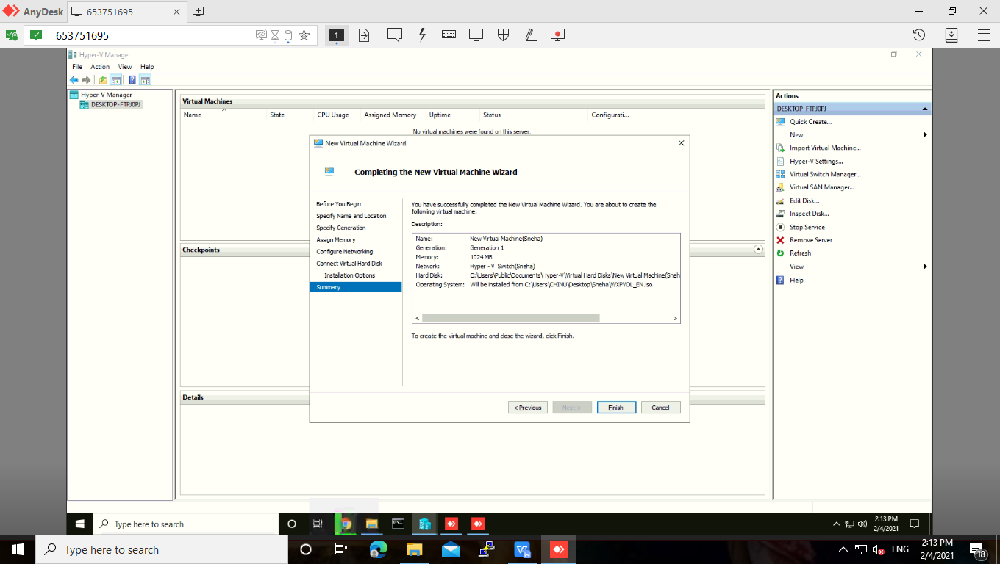 AnyDesk
653751695
653751695
1
Hyper-V Manager
File Action View Help
Hyper-V Manager
DESKTOP-FTPJ0PJ
Virtual Machines
Name State CPU Usage Assigned Memory Uptime Status Configurati...
No virtual machines were found on this server.
Checkpoints
Details
New Virtual Machine Wizard
Completing the New Virtual Machine Wizard
Before You Begin
Specify Name and Location
Specify Generation
Assign Memory
Configure Networking
Connect Virtual Hard Disk
Installation Options
Summary
You have successfully completed the New Virtual Machine Wizard. You are about to create the
following virtual machine.
Description:
Name: New Virtual Machine(Sneha)
Generation: Generation 1
Memory: 1024 MB
Network: Hyper - V Switch(Sneha)
Hard Disk: C:\Users\Public\Documents\Hyper-V\Virtual Hard Disks\New Virtual Machine(Sneh
Operating System: Will be installed from C:\Users\CHINU\Desktop\Sneha\WXPVOL_EN.iso
To create the virtual machine and close the wizard, click Finish.
< Previous Next > Finish Cancel
Actions
DESKTOP-FTPJ0PJ
Quick Create...
New
Import Virtual Machine...
Hyper-V Settings...
Virtual Switch Manager...
Virtual SAN Manager...
Edit Disk...
Inspect Disk...
Stop Service
Remove Server
Refresh
View
Help
Type here to search
2:13 PM
2/4/2021
Type here to search
ENG
2:13 PM
2/4/2021
18